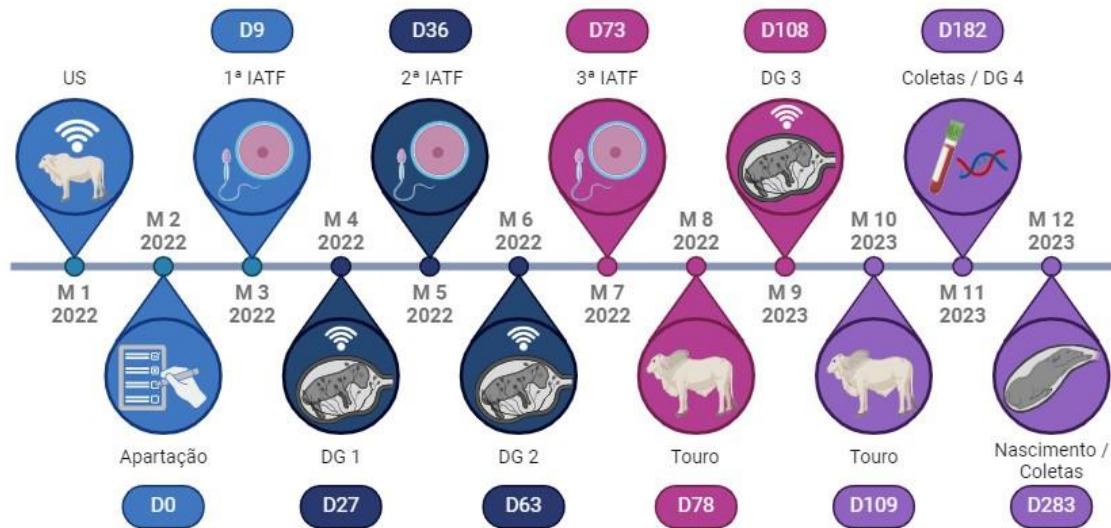 D9
D36
D73
D108
D182
US
1ª IATF
2ª IATF
3ª IATF
DG 3
Coletas / DG 4
M 2
2022
M 4
2022
M 6
2022
M 8
2022
M 10
2023
M 12
2023
M 1
2022
M 3
2022
M 5
2022
M 7
2022
M 9
2023
M 11
2023
Apartação
DG 1
DG 2
Touro
Touro
Nascimento /
Coletas
D0
D27
D63
D78
D109
D283